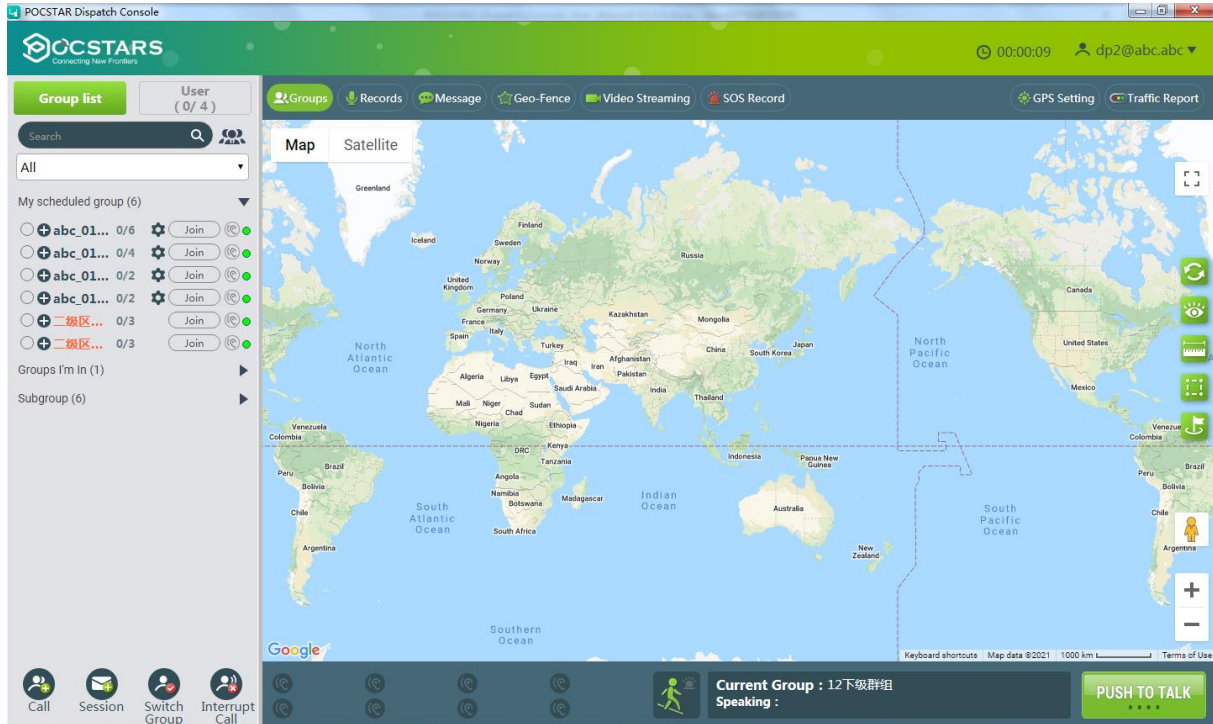 POCSTAR Dispatch Console
POCSTARS
Connecting New Frontiers
00:00:09
dp2@abc.abc
Group list
User
( 0/ 4 )
Groups
Records
Message
Geo-Fence
Video Streaming
SOS Record
GPS Setting
Traffic Report
Search
All
My scheduled group (6)
abc_01... 0/6 Join
abc_01... 0/4 Join
abc_01... 0/2 Join
abc_01... 0/2 Join
二级区... 0/3 Join
二级区... 0/3 Join
Groups I'm In (1)
Subgroup (6)
Map
Satellite
Greenland
Iceland
Finland
Sweden
Norway
Russia
United
Kingdom
Poland
Germany
Ukraine
France
Kazakhstan
Mongolia
Spain
Italy
Turkey
North
Atlantic
Ocean
Iraq
Iran
Afghanistan
Pakistan
China
South Korea
Japan
North
Pacific
Ocean
Canada
United States
Mexico
Algeria
Libya
Egypt
Saudi Arabia
India
Thailand
Mali
Niger
Chad
Sudan
Nigeria
Ethiopia
Venezuela
Colombia
DRC
Kenya
Tanzania
Indonesia
Papua New
Guinea
Venezue
Colombia
Peru
Brazil
Bolivia
Chile
Argentina
Angola
Namibia
Botswana
Madagascar
South Africa
South
Atlantic
Ocean
Indian
Ocean
Australia
New
Zealand
South
Pacific
Ocean
Peru
Brazil
Bolivia
Chile
Argentina
Southern
Ocean
Google
Keyboard shortcuts
Map data ©2021
1000 km
Terms of Use
Call
Session
Switch
Group
Interrupt
Call
Current Group : 12下级群组
Speaking :
PUSH TO TALK